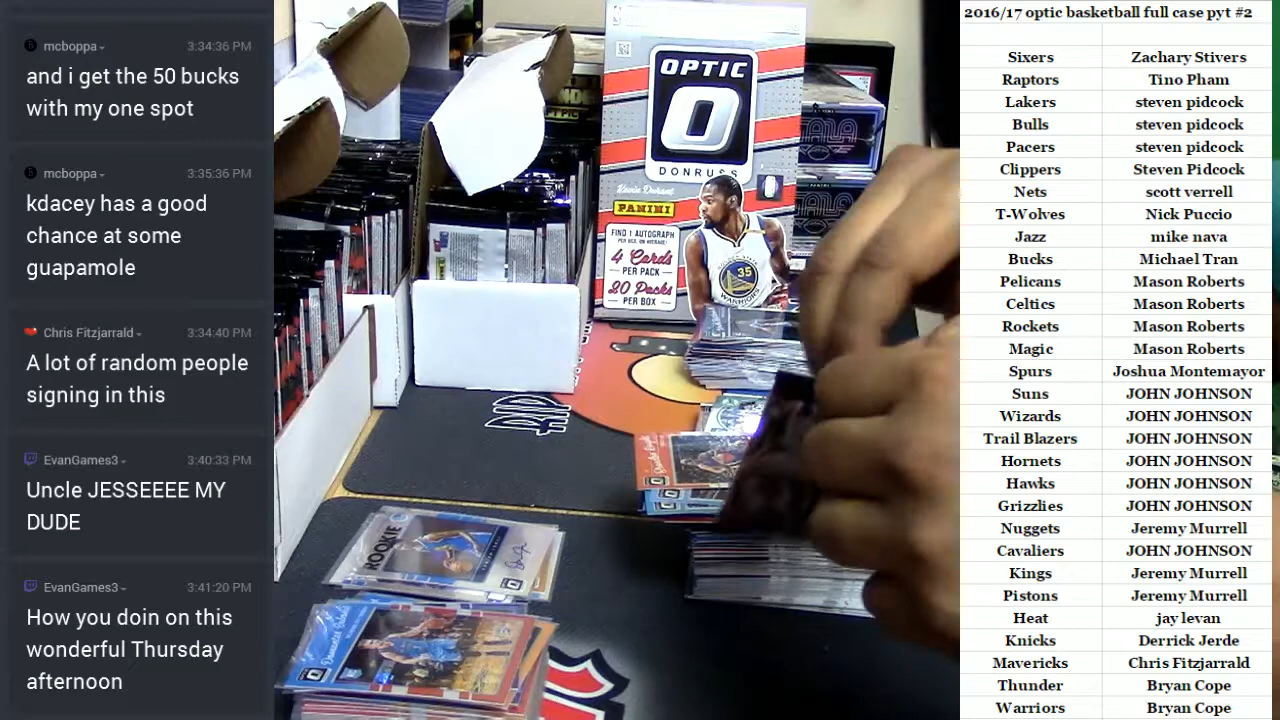 mcboppa 3:34:36 PM
and i get the 50 bucks
with my one spot
mcboppa 3:35:36 PM
kdacey has a good
chance at some
guapamole
Chris Fitzjarrald 3:34:40 PM
A lot of random people
signing in this
EvanGames3 3:40:33 PM
Uncle JESSEEEE MY
DUDE
EvanGames3 3:41:20 PM
How you doin on this
wonderful Thursday
afternoon
OPTIC
O
DONRUSS
Kevin Durant
PANINI
FIND 1 AUTOGRAPH
PER BOX, ON AVERAGE!
4 Cards
PER PACK
20 Packs
PER BOX
WARRIORS
35
RIP
ROOKIE
2016/17 optic basketball full case pyt #2
Sixers Zachary Stivers
Raptors Tino Pham
Lakers steven pidcock
Bulls steven pidcock
Pacers steven pidcock
Clippers Steven Pidcock
Nets scott verrell
T-Wolves Nick Puccio
Jazz mike nava
Bucks Michael Tran
Pelicans Mason Roberts
Celtics Mason Roberts
Rockets Mason Roberts
Magic Mason Roberts
Spurs Joshua Montemayor
Suns JOHN JOHNSON
Wizards JOHN JOHNSON
Trail Blazers JOHN JOHNSON
Hornets JOHN JOHNSON
Hawks JOHN JOHNSON
Grizzlies JOHN JOHNSON
Nuggets Jeremy Murrell
Cavaliers JOHN JOHNSON
Kings Jeremy Murrell
Pistons Jeremy Murrell
Heat jay levan
Knicks Derrick Jerde
Mavericks Chris Fitzjarrald
Thunder Bryan Cope
Warriors Bryan Cope